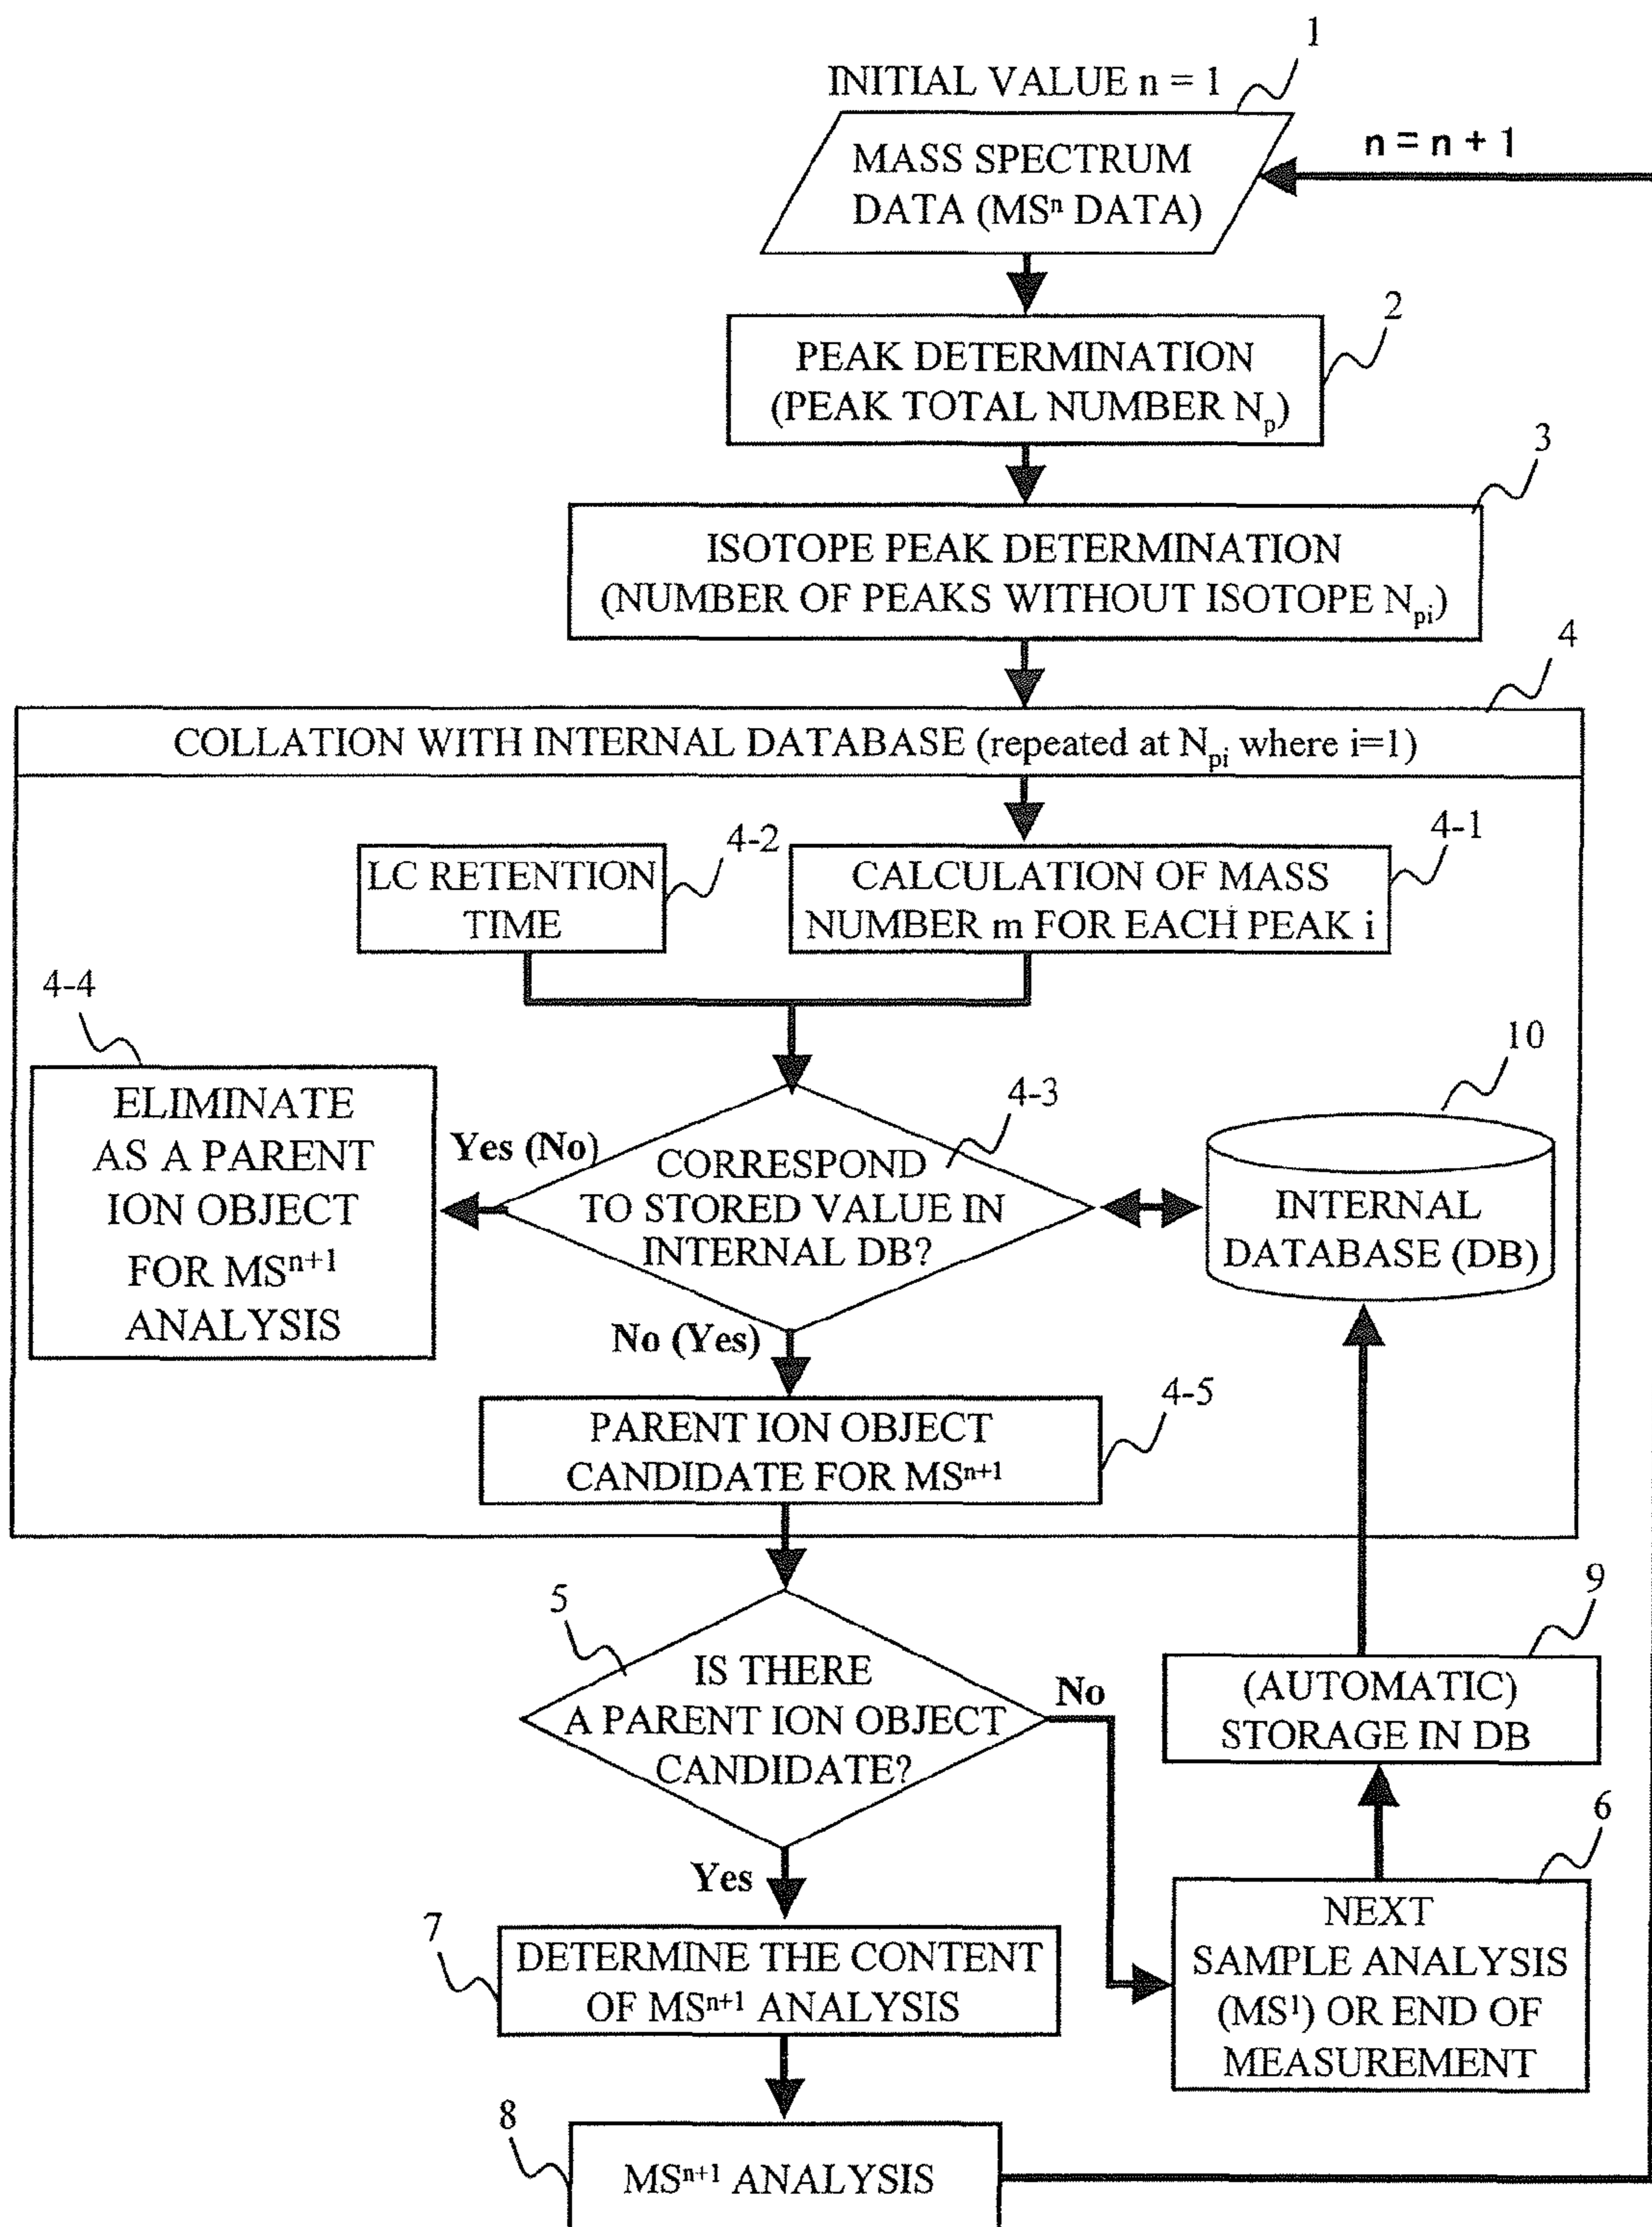 1
INITIAL VALUE n = 1
n = n + 1
MASS SPECTRUM
DATA (MSⁿ DATA)
2
PEAK DETERMINATION
(PEAK TOTAL NUMBER Nₚ)
3
ISOTOPE PEAK DETERMINATION
(NUMBER OF PEAKS WITHOUT ISOTOPE Nₚᵢ)
4
COLLATION WITH INTERNAL DATABASE (repeated at Nₚᵢ where i=1)
4-2
4-1
LC RETENTION
TIME
CALCULATION OF MASS
NUMBER m FOR EACH PEAK i
4-4
ELIMINATE
AS A PARENT
ION OBJECT
FOR MSⁿ⁺¹
ANALYSIS
Yes (No)
4-3
CORRESPOND
TO STORED VALUE IN
INTERNAL DB?
10
INTERNAL
DATABASE (DB)
No (Yes)
4-5
PARENT ION OBJECT
CANDIDATE FOR MSⁿ⁺¹
5
IS THERE
A PARENT ION OBJECT
CANDIDATE?
No
9
(AUTOMATIC)
STORAGE IN DB
Yes
6
NEXT
SAMPLE ANALYSIS
(MS¹) OR END OF
MEASUREMENT
7
DETERMINE THE CONTENT
OF MSⁿ⁺¹ ANALYSIS
8
MSⁿ⁺¹ ANALYSIS